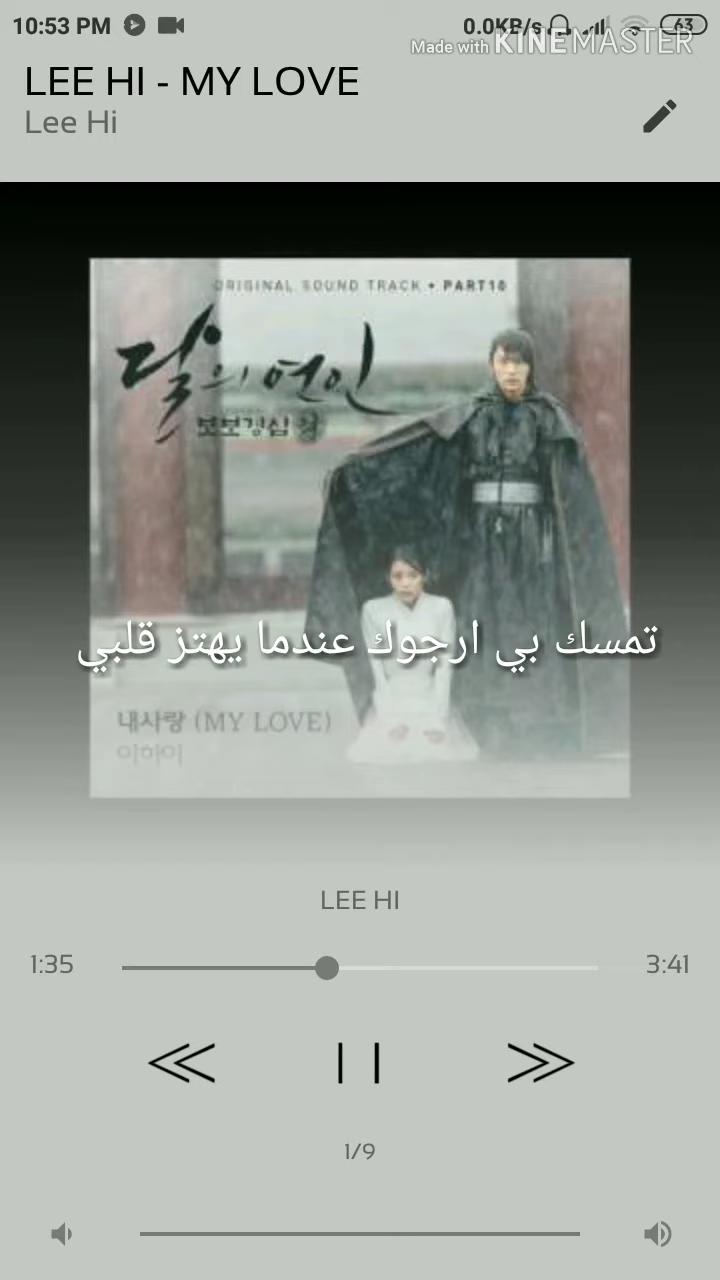 10:53 PM 0.0KB/s 63
Made with KINEMASTER
LEE HI - MY LOVE
Lee Hi
ORIGINAL SOUND TRACK + PART10
달의 연인
보보경심 려
تمسك بي ارجوك عندما يهتز قلبي
내사랑 (MY LOVE)
이하이
LEE HI
1:35 3:41
1/9